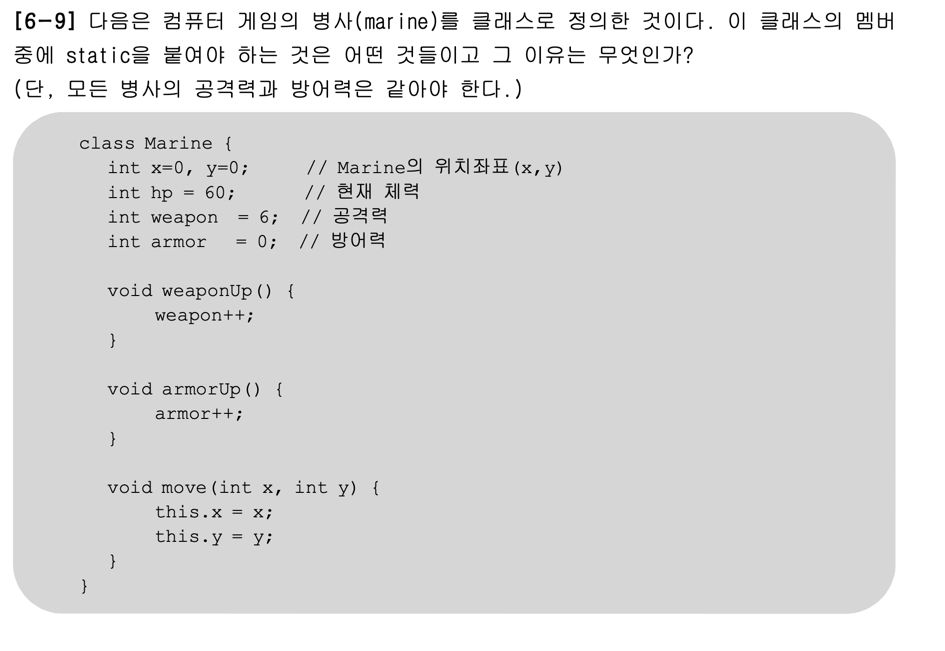 [6-9] 다음은 컴퓨터 게임의 병사(marine)를 클래스로 정의한 것이다. 이 클래스의 멤버
중에 static을 붙여야 하는 것은 어떤 것들이고 그 이유는 무엇인가?
(단, 모든 병사의 공격력과 방어력은 같아야 한다.)
class Marine {
int x=0, y=0; // Marine의 위치좌표(x,y)
int hp = 60; // 현재 체력
int weapon = 6; // 공격력
int armor = 0; // 방어력
void weaponUp() {
weapon++;
}
void armorUp() {
armor++;
}
void move(int x, int y) {
this.x = x;
this.y = y;
}
}